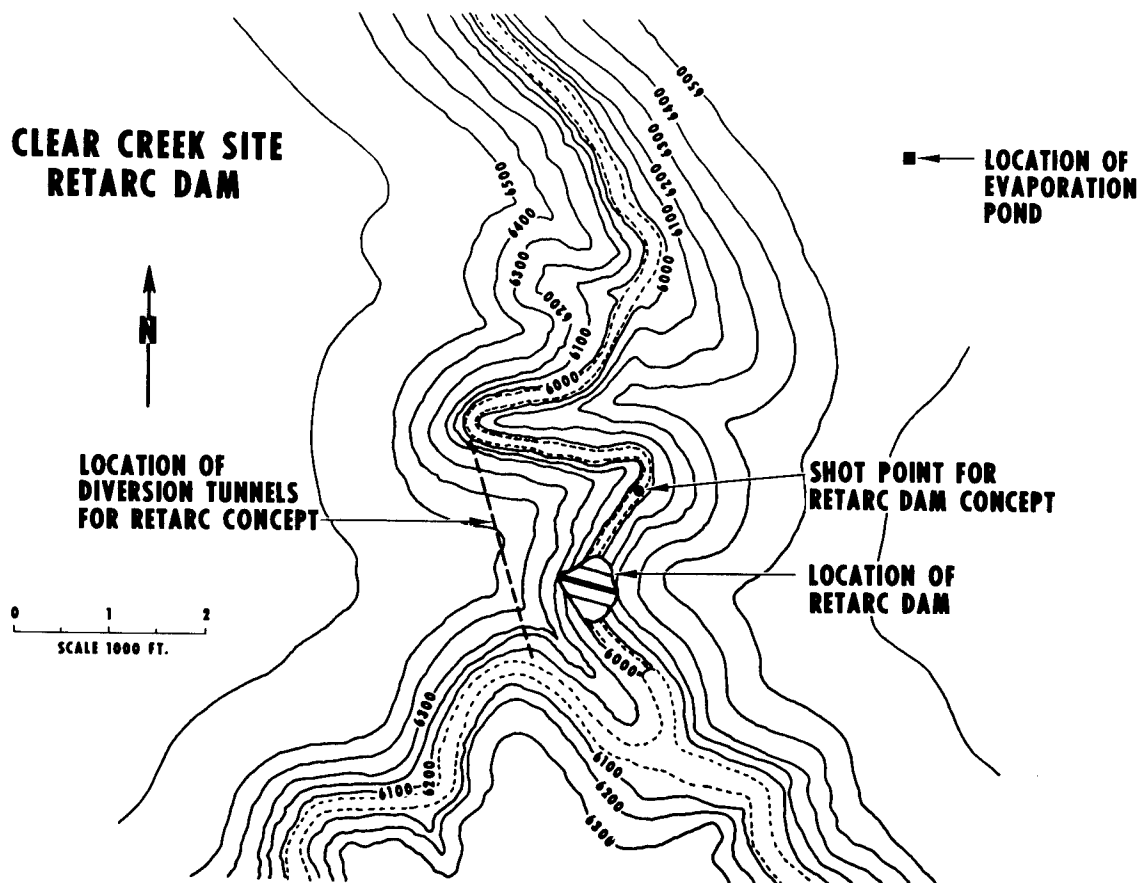 CLEAR CREEK SITE
RETARC DAM
N
LOCATION OF
EVAPORATION
POND
6500
6400
6300
6200
6100
6000
6500
6400
6300
6200
6100
6000
LOCATION OF
DIVERSION TUNNELS
FOR RETARC CONCEPT
SHOT POINT FOR
RETARC DAM CONCEPT
LOCATION OF
RETARC DAM
0 1 2
SCALE 1000 FT.
6000
6300
6200
6100
6100
6200
6300